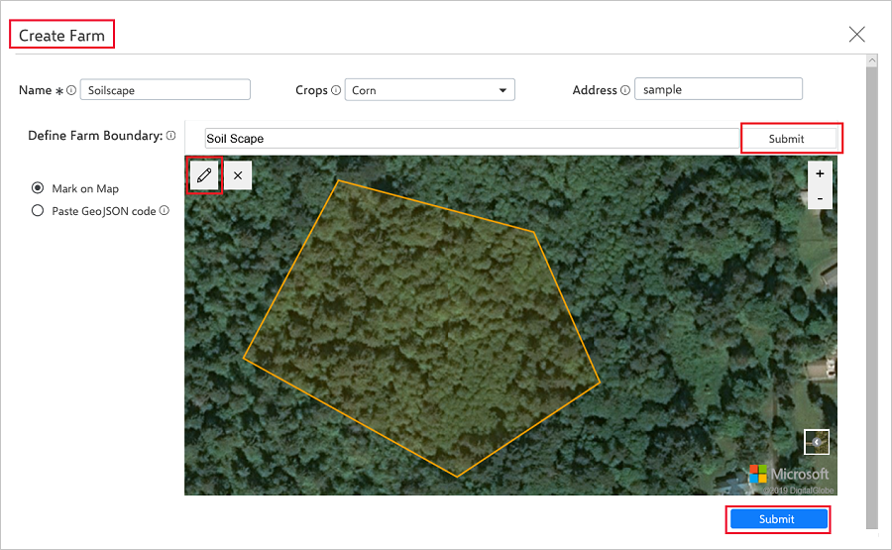 Create Farm
Name * Soilscape Crops Corn Address sample
Define Farm Boundary: Soil Scape Submit
Mark on Map
Paste GeoJSON code
+
-
Microsoft
©2019 DigitalGlobe
Submit